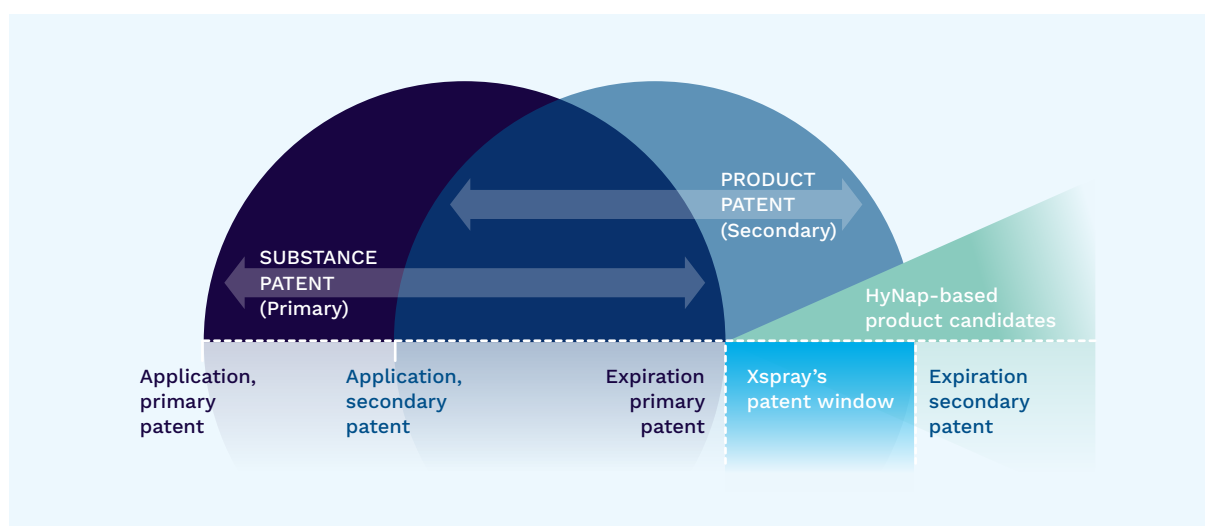 PRODUCT
PATENT
(Secondary)
SUBSTANCE
PATENT
(Primary)
HyNap-based
product candidates
Application,
primary
patent
Application,
secondary
patent
Expiration
primary
patent
Xspray’s
patent window
Expiration
secondary
patent